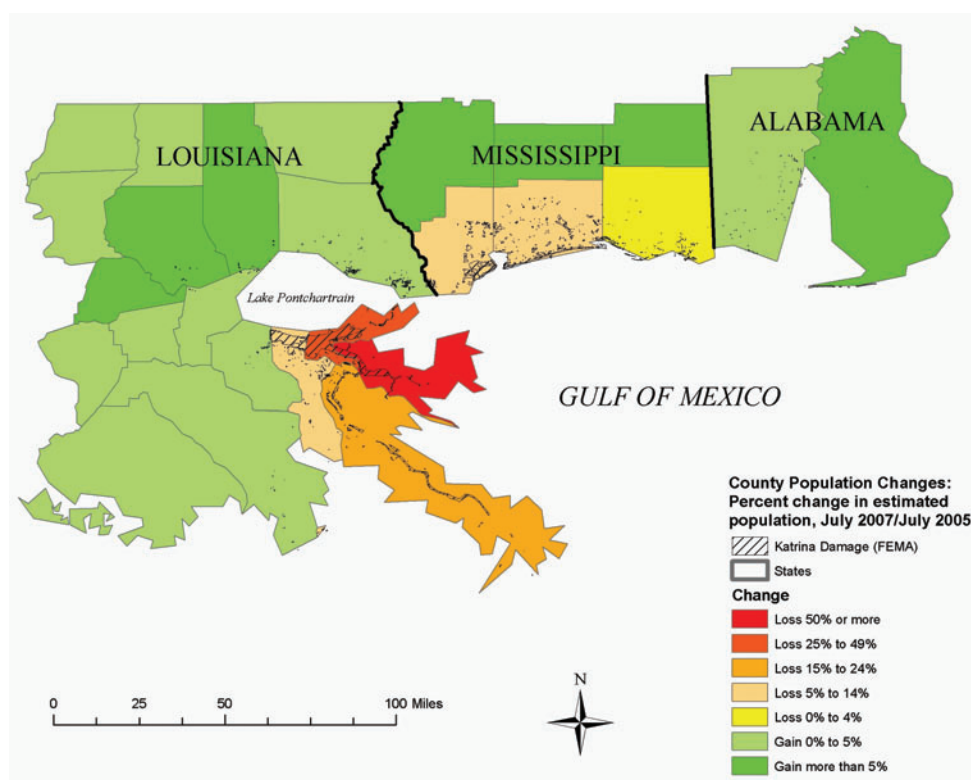 LOUISIANA
MISSISSIPPI
ALABAMA
Lake Pontchartrain
GULF OF MEXICO
County Population Changes:
Percent change in estimated
population, July 2007/July 2005
Katrina Damage (FEMA)
States
Change
Loss 50% or more
Loss 25% to 49%
Loss 15% to 24%
Loss 5% to 14%
Loss 0% to 4%
Gain 0% to 5%
Gain more than 5%
0 25 50 100 Miles
N